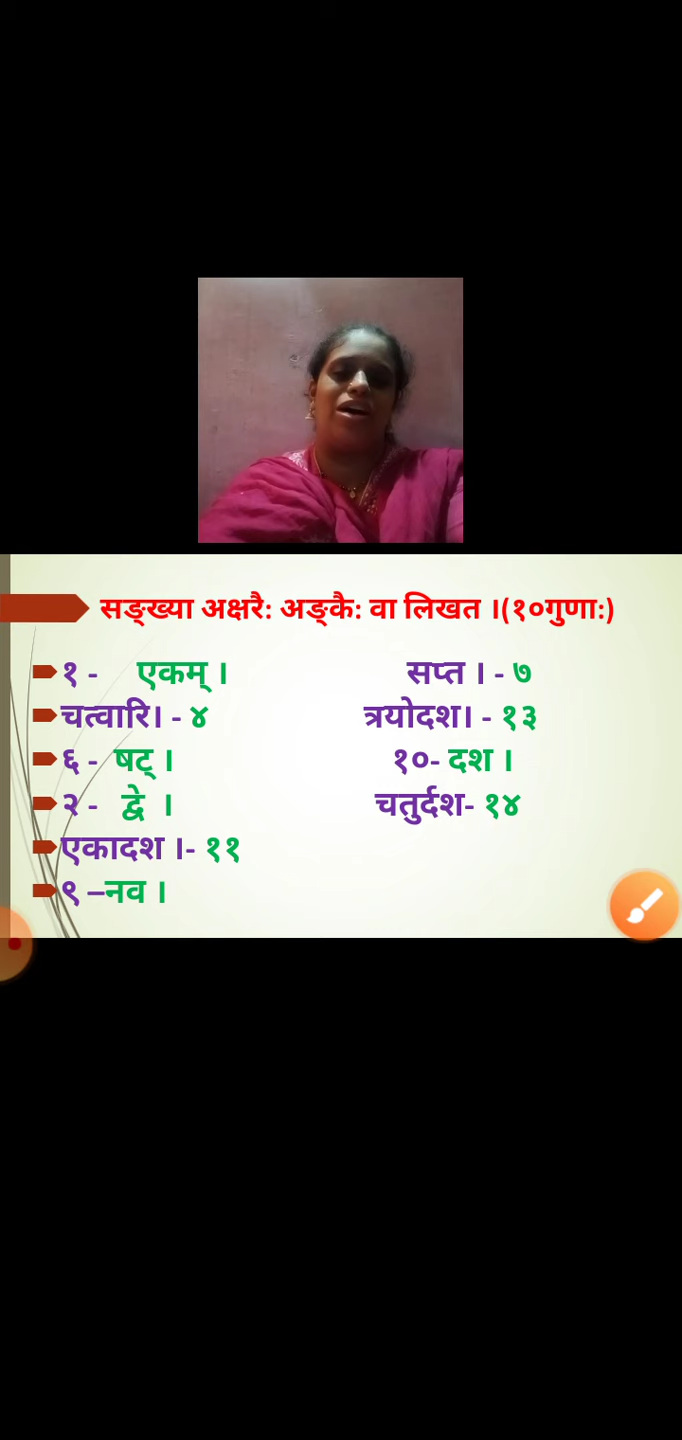 सङ्ख्या अक्षरै: अङ्कै: वा लिखत ।(१०गुणा:)
१ - एकम् । सप्त । - ७
चत्वारि। - ४ त्रयोदश। - १३
६ - षट् । १०- दश ।
२ - द्वे । चतुर्दश- १४
एकादश ।- ११
९ –नव ।